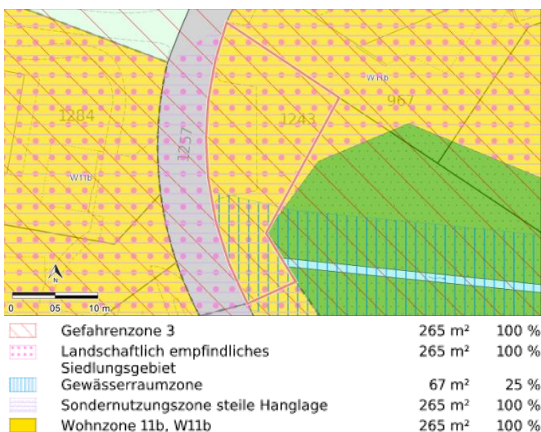 W11b
967
1284
1243
1257
W11b
N
0 05 10 m
Gefahrenzone 3 265 m² 100 %
Landschaftlich empfindliches 265 m² 100 %
Siedlungsgebiet
Gewässerraumzone 67 m² 25 %
Sondernutzungszone steile Hanglage 265 m² 100 %
Wohnzone 11b, W11b 265 m² 100 %